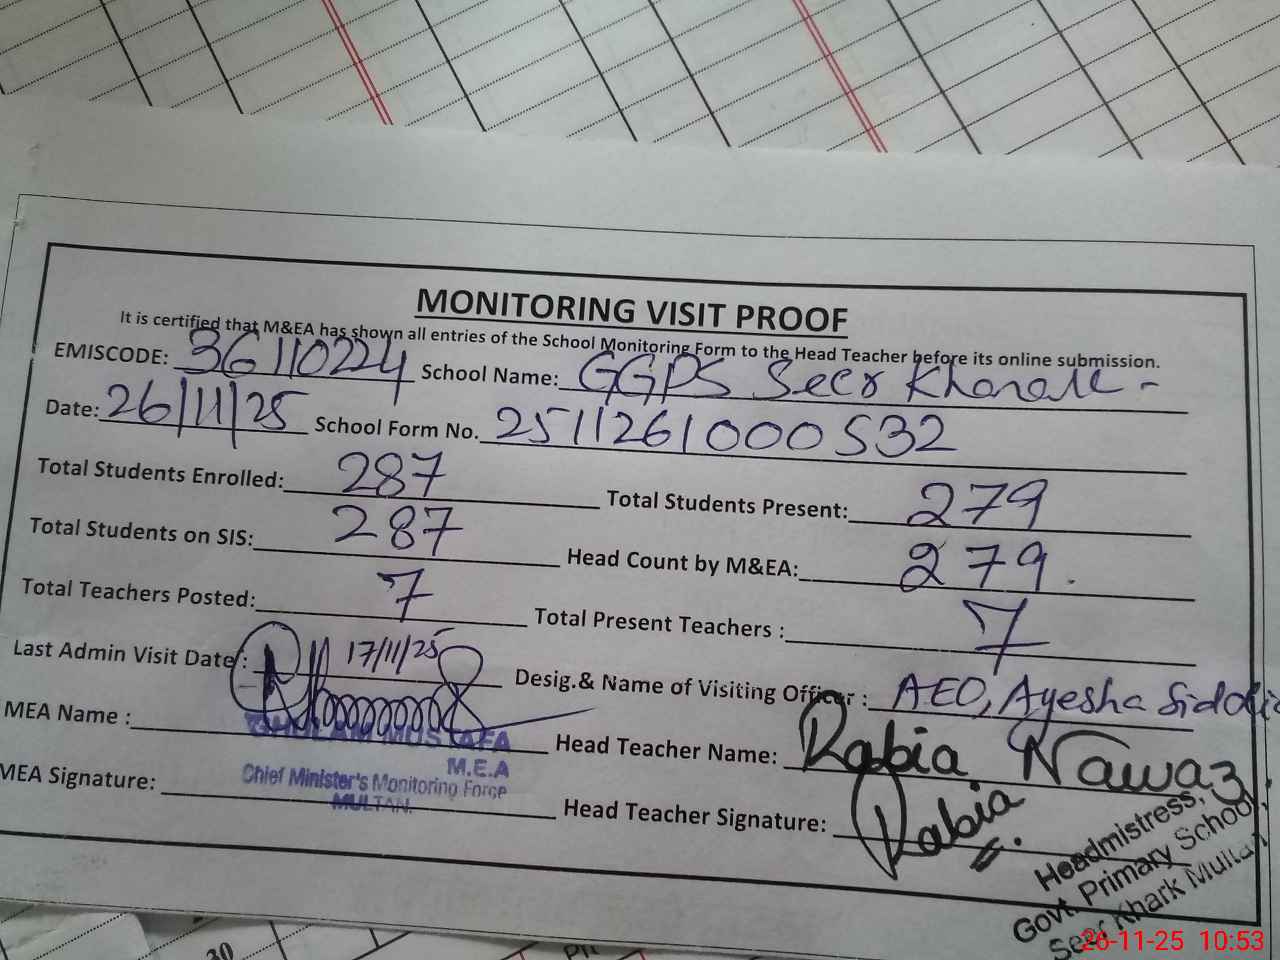 MONITORING VISIT PROOF
It is certified that M&EA has shown all entries of the School Monitoring Form to the Head Teacher before its online submission.
EMISCODE: 36110224 School Name: GGPS Seer
Date: 26/11/25 School Form No. 2511261000532
Total Students Enrolled: 287 Total Students Present: 279
Total Students on SIS: 287 Head Count by M&EA: 279.
Total Teachers Posted: 7 Total Present Teachers : 7
Last Admin Visit Date: 17/11/25 Desig.& Name of Visiting Officer : AEO, Ayesha
MEA Name : Head Teacher Name: Rabia Nawaz
GHULAM MUSTAFA
M.E.A
Chief Minister's Monitoring Force
MULTAN.
MEA Signature: Head Teacher Signature: Rabia
Headmistress,
Govt. Primary School,
Seer Khark Multan
30
26-11-25 10:53